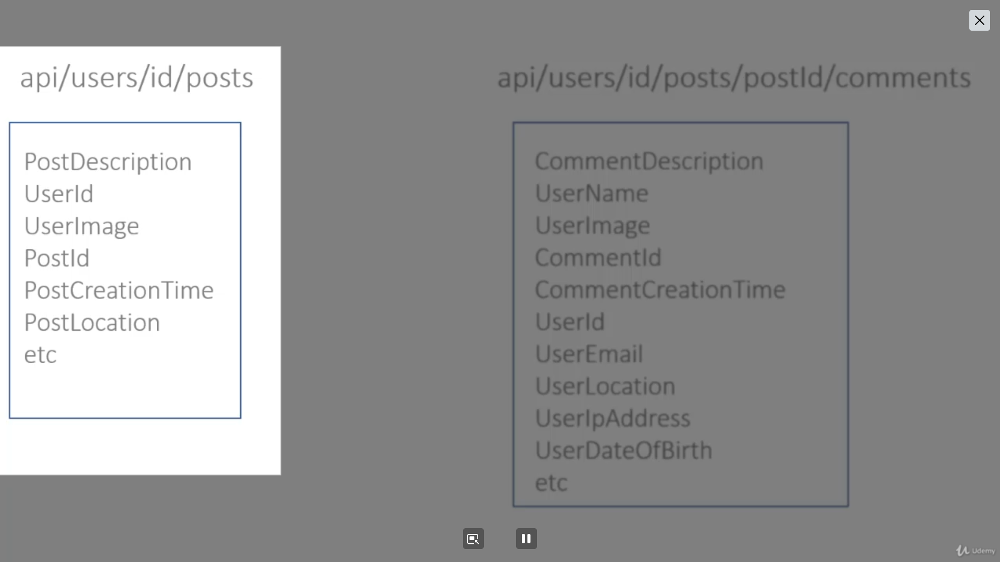 api/users/id/posts
PostDescription
UserId
UserImage
PostId
PostCreationTime
PostLocation
etc
api/users/id/posts/postId/comments
CommentDescription
UserName
UserImage
CommentId
CommentCreationTime
UserId
UserEmail
UserLocation
UserIpAddress
UserDateOfBirth
etc
Udemy